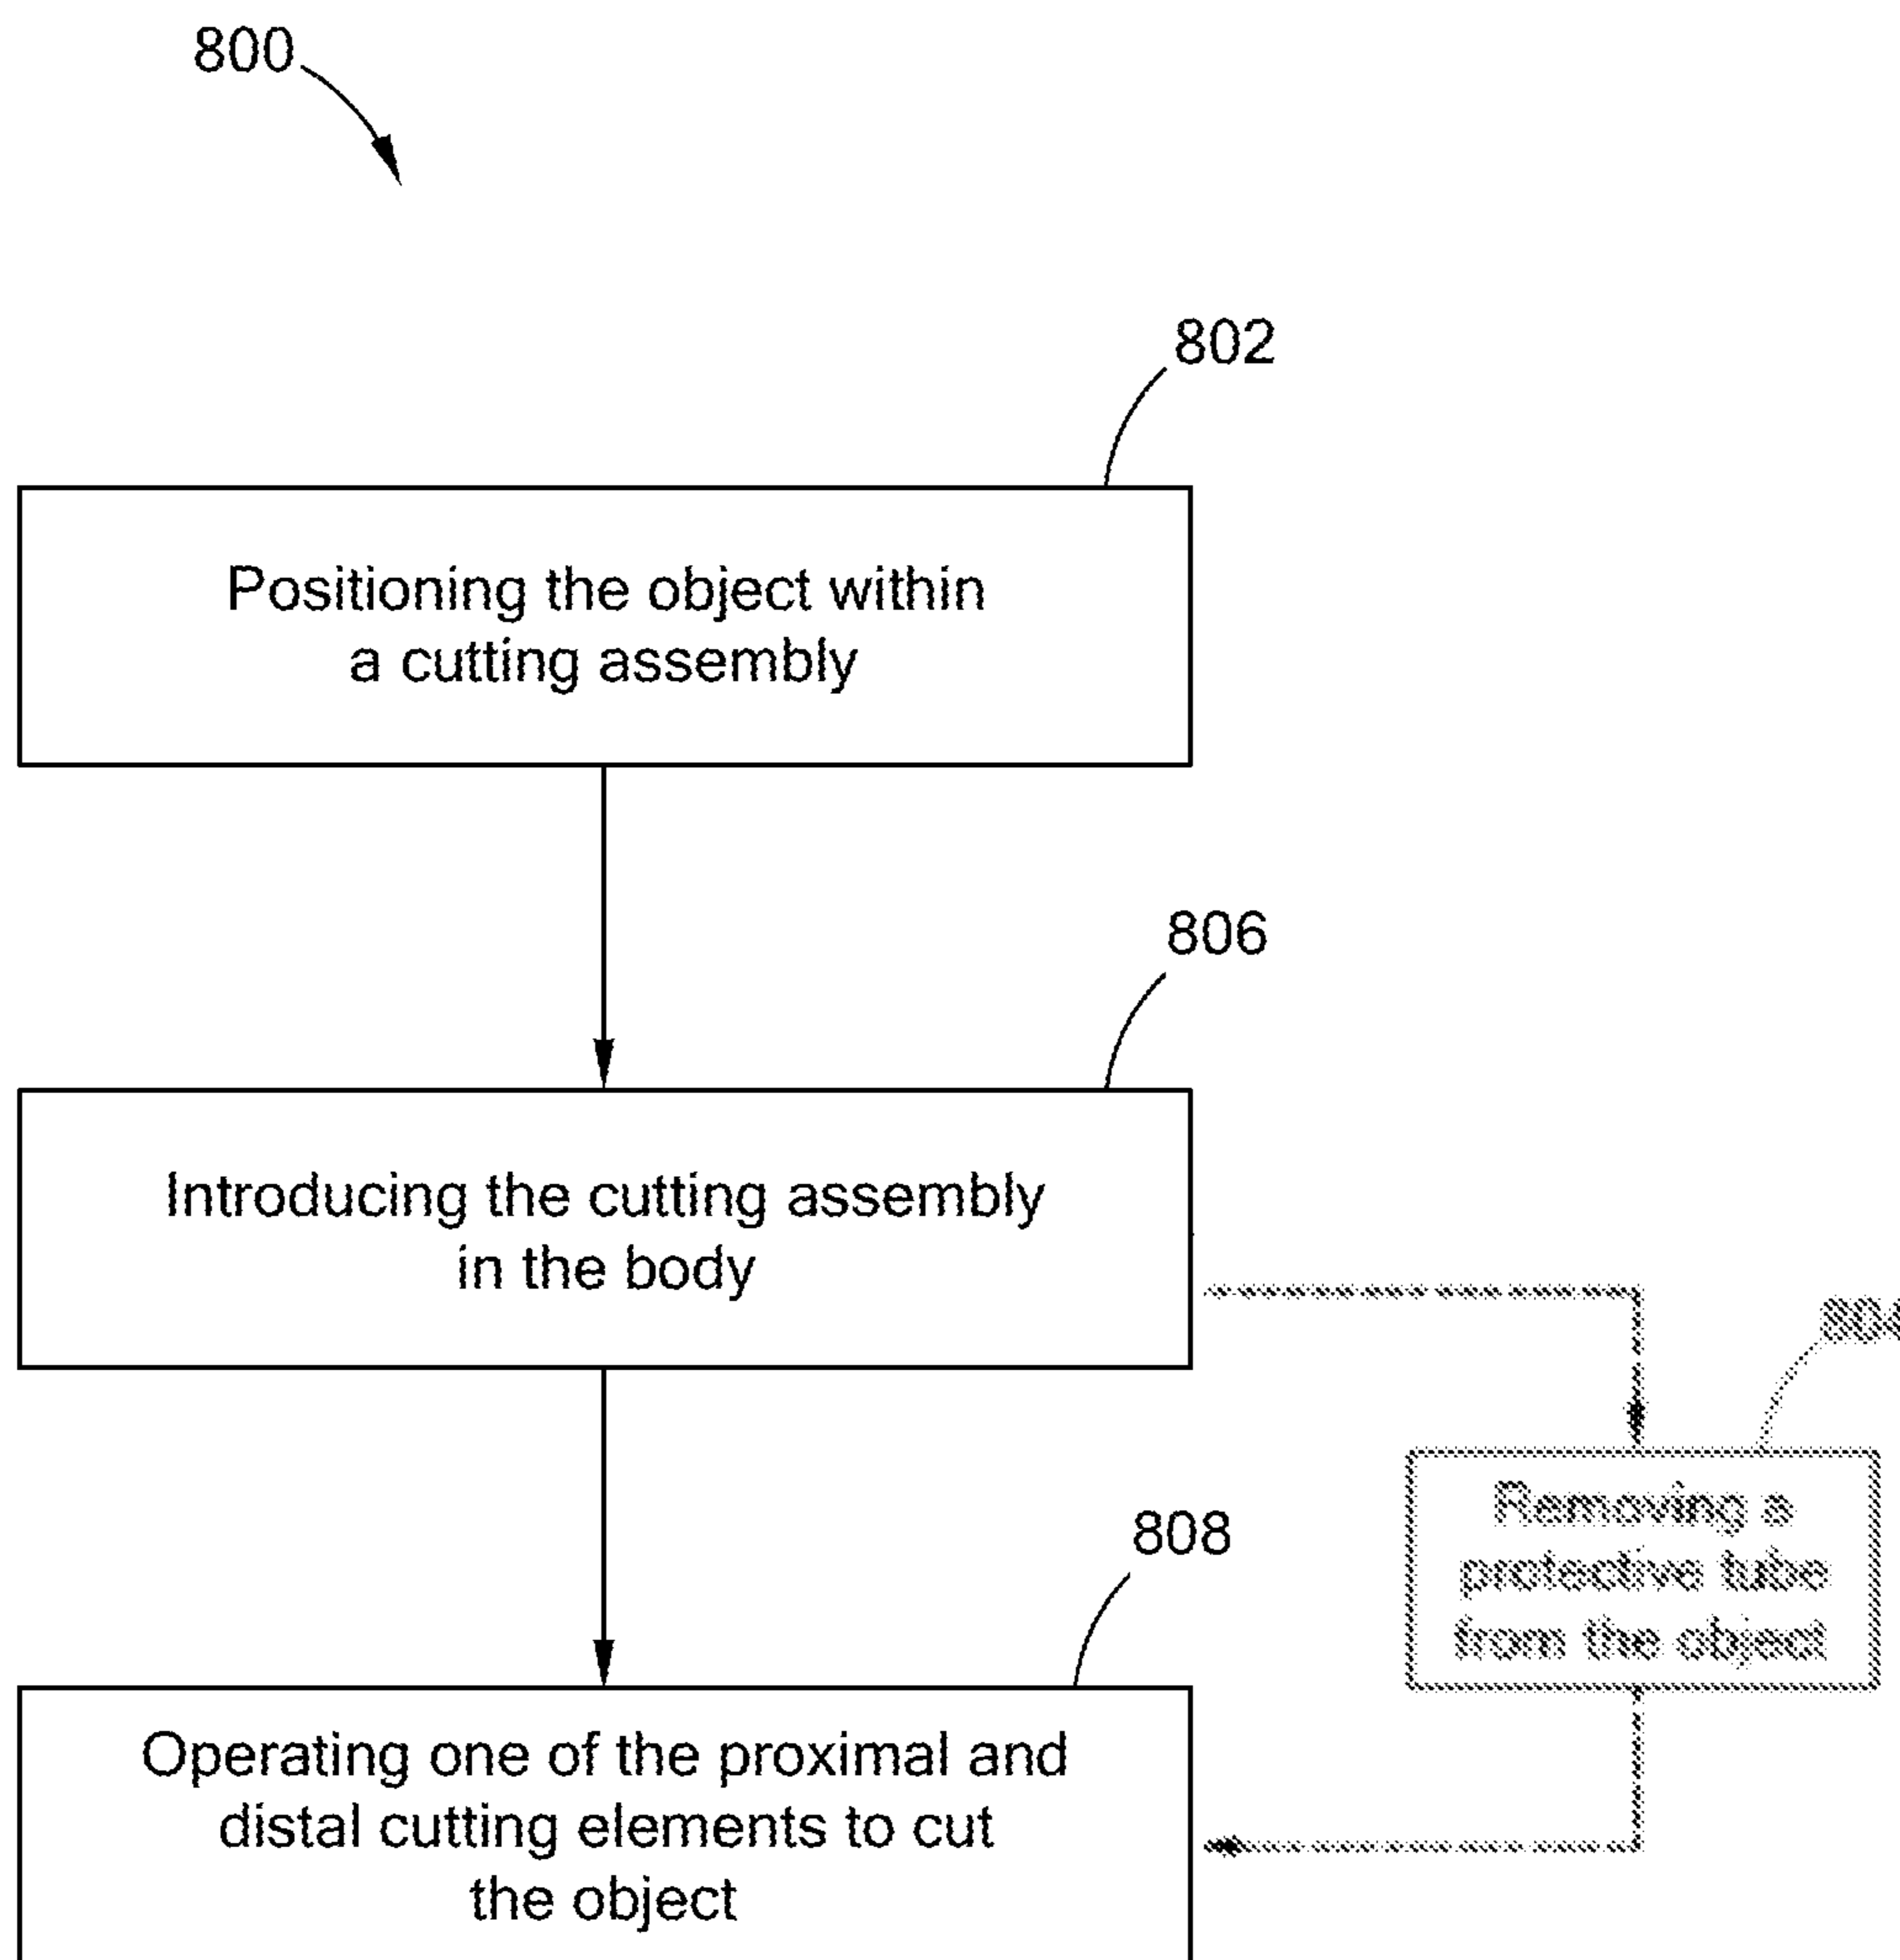 800
802
Positioning the object within
a cutting assembly
806
Introducing the cutting assembly
in the body
Removing a
protective tube
from the object
808
Operating one of the proximal and
distal cutting elements to cut
the object